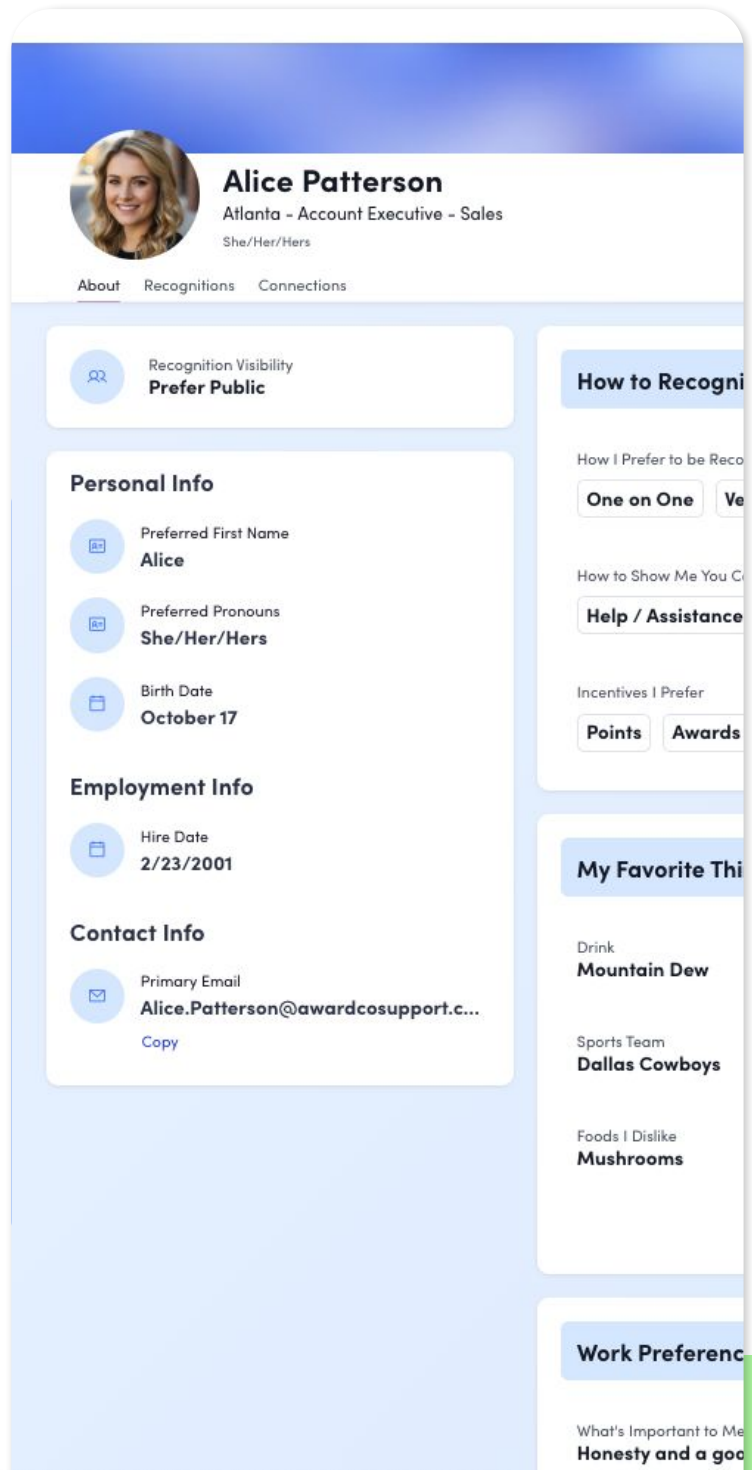 Alice Patterson
Atlanta - Account Executive - Sales
She/Her/Hers
About Recognitions Connections
Recognition Visibility
Prefer Public
Personal Info
Preferred First Name
Alice
Preferred Pronouns
She/Her/Hers
Birth Date
October 17
Employment Info
Hire Date
2/23/2001
Contact Info
Primary Email
Alice.Patterson@awardcosupport.c...
Copy
How to Recogni
How I Prefer to be Reco
One on One Ve
How to Show Me You C
Help / Assistance
Incentives I Prefer
Points Awards
My Favorite Thi
Drink
Mountain Dew
Sports Team
Dallas Cowboys
Foods I Dislike
Mushrooms
Work Preferenc
What's Important to Me
Honesty and a goo